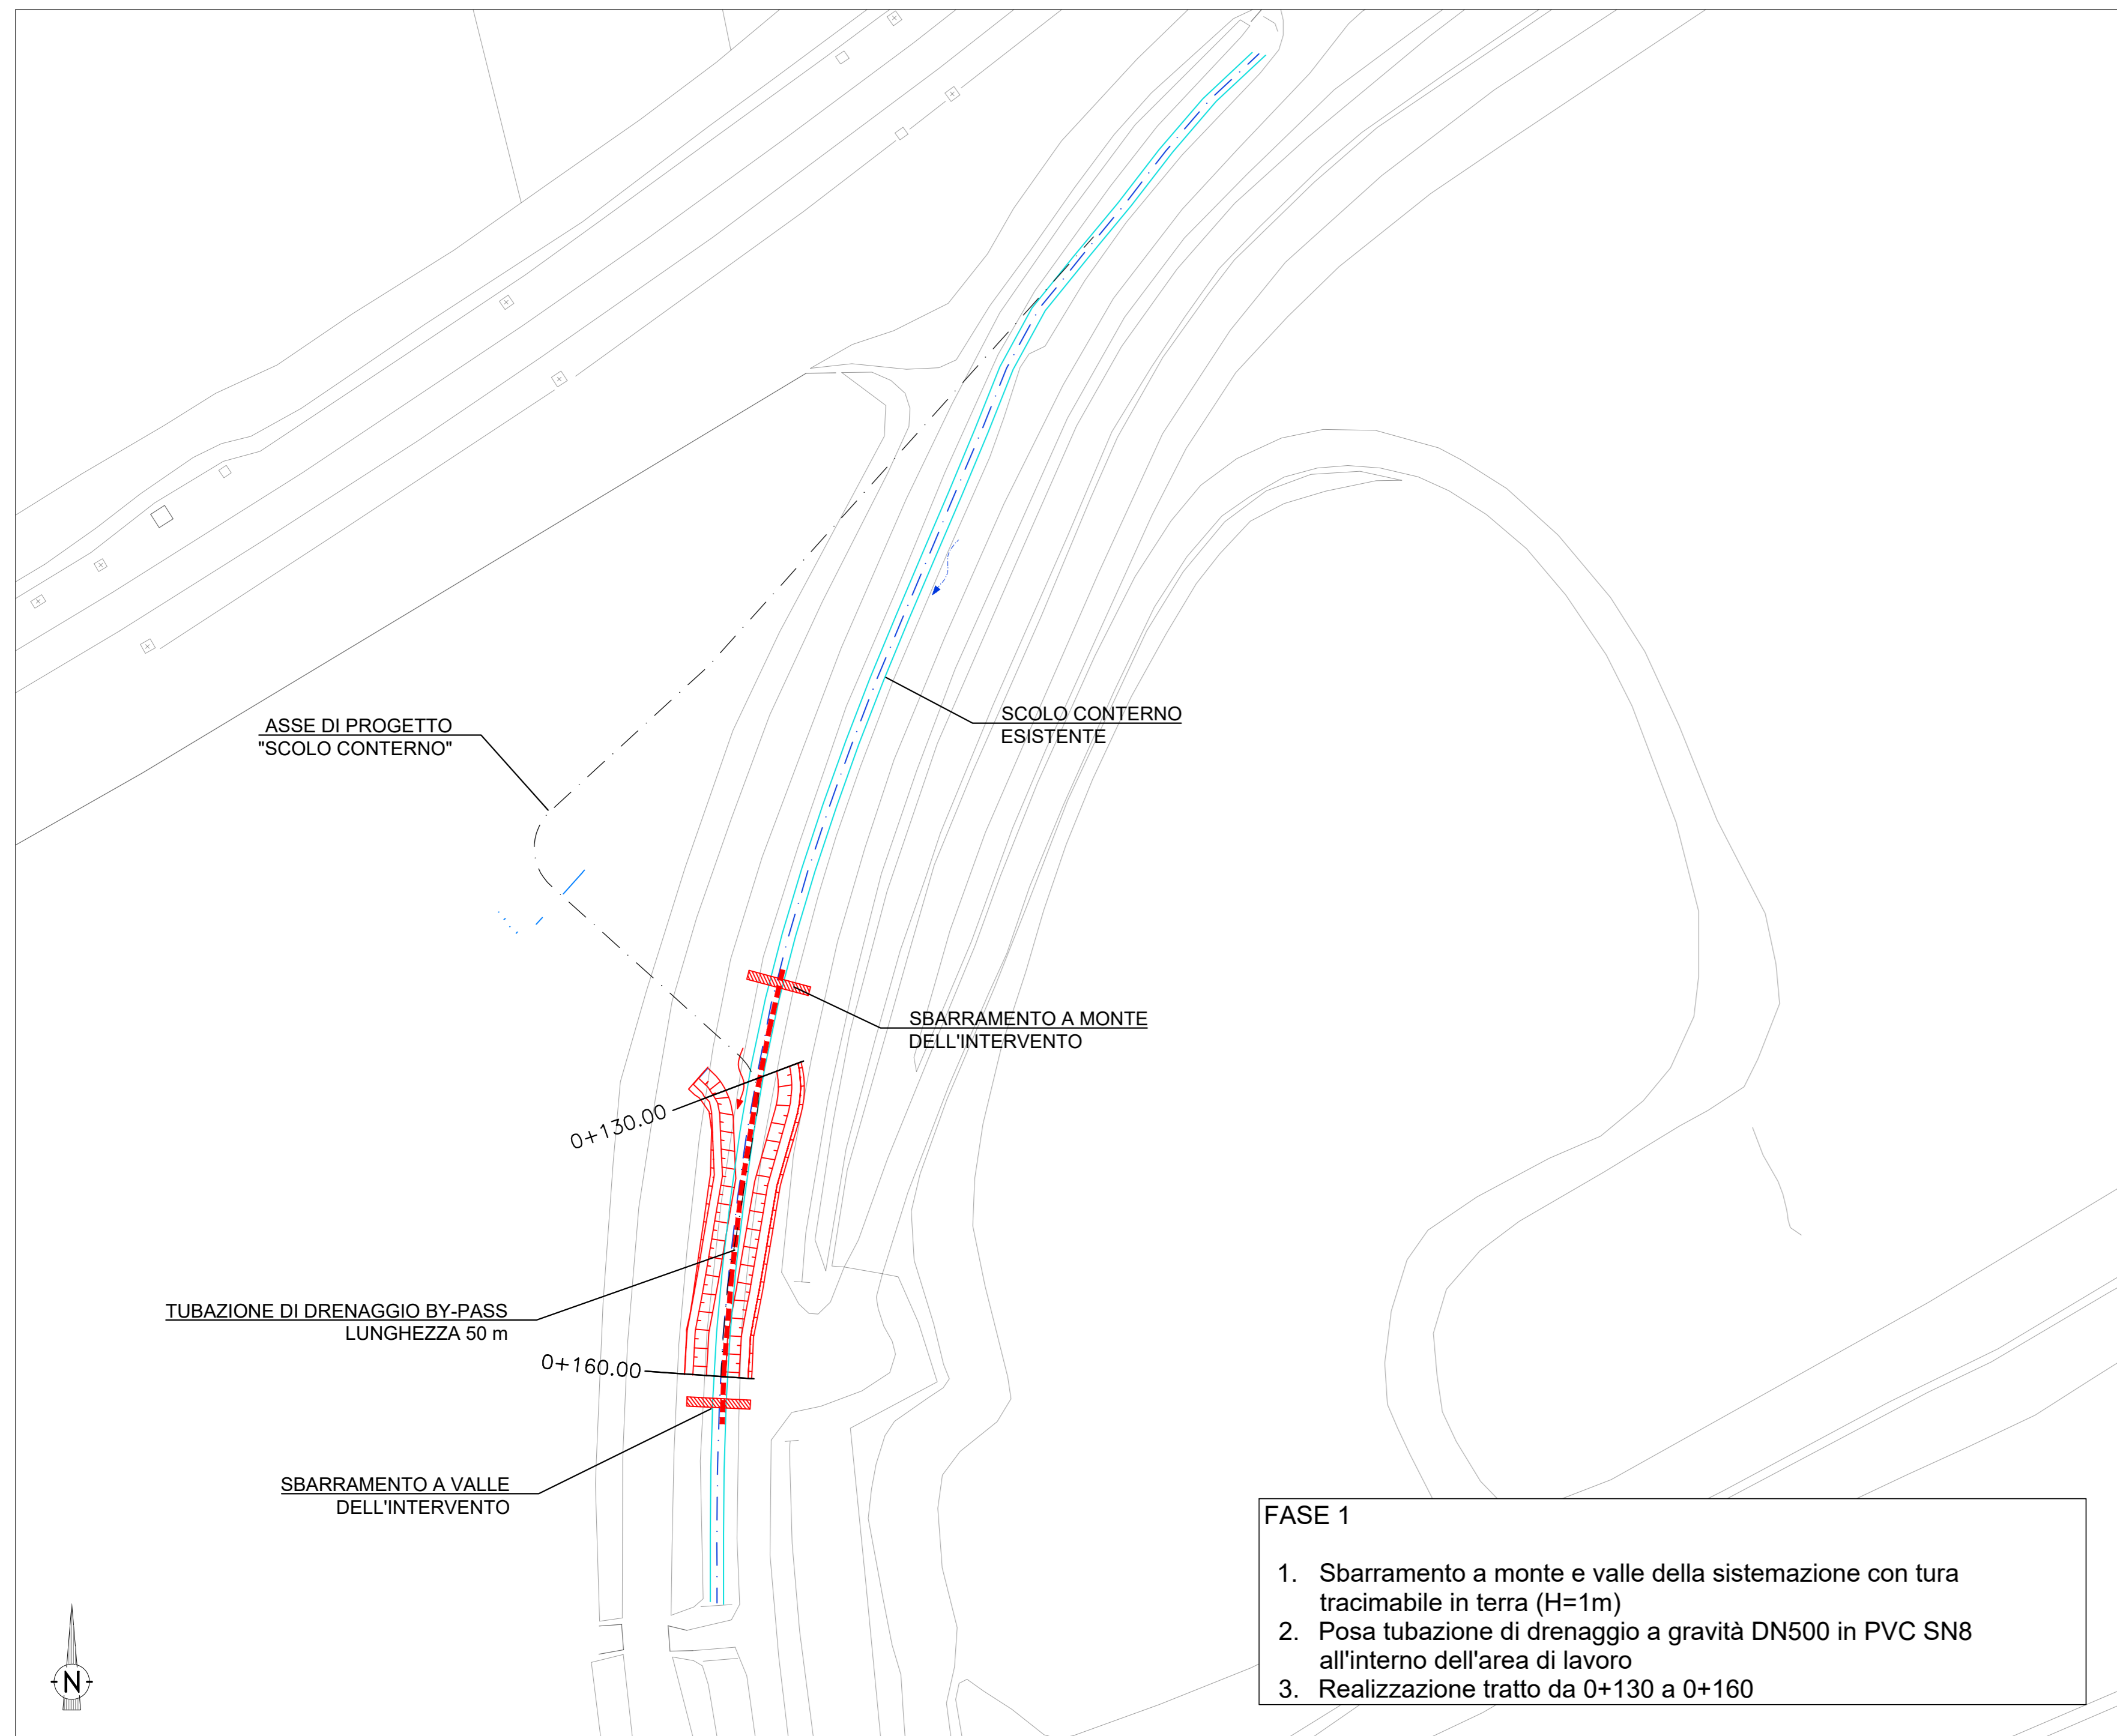 ASSE DI PROGETTO
"SCOLO CONTERNO"
SCOLO CONTERNO
ESISTENTE
SBARRAMENTO A MONTE
DELL'INTERVENTO
0+130.00
TUBAZIONE DI DRENAGGIO BY-PASS
LUNGHEZZA 50 m
0+160.00
SBARRAMENTO A VALLE
DELL'INTERVENTO
FASE 1
1. Sbarramento a monte e valle della sistemazione con tura
tracimabile in terra (H=1m)
2. Posa tubazione di drenaggio a gravità DN500 in PVC SN8
all'interno dell'area di lavoro
3. Realizzazione tratto da 0+130 a 0+160
N